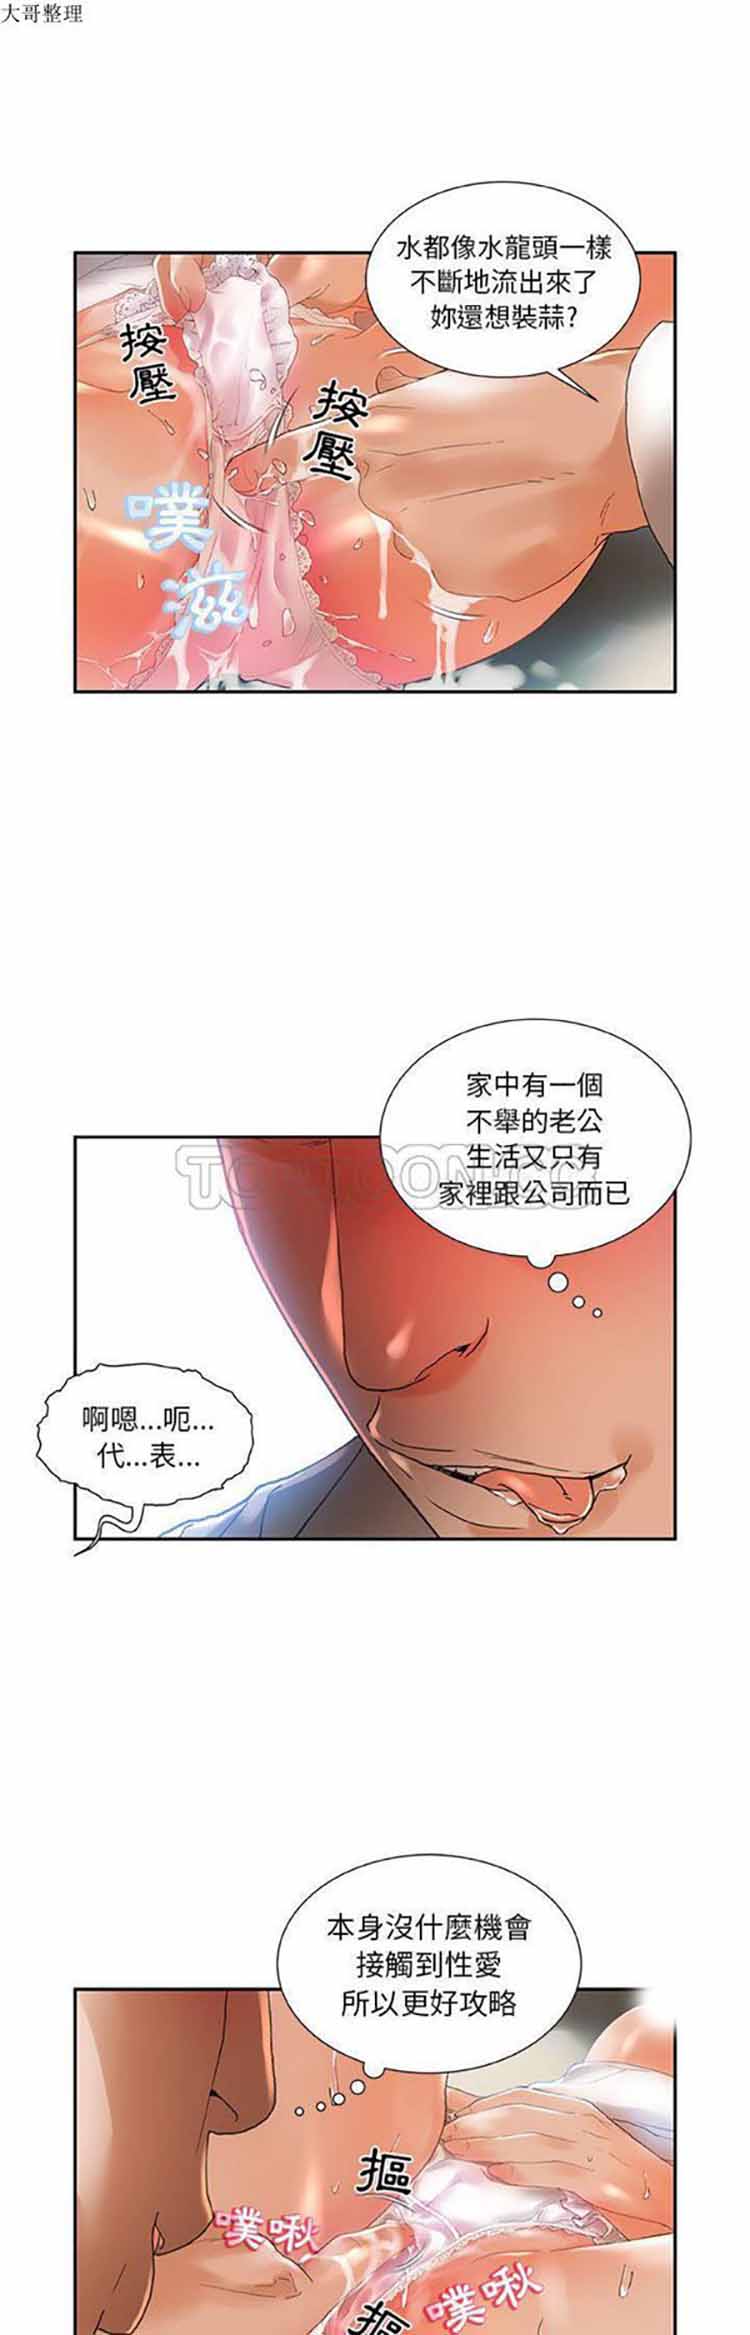 大哥整理
水都像水龍頭一樣
不斷地流出來了
妳還想裝蒜?
按壓
按壓
噗滋
家中有一個
不舉的老公
生活又只有
家裡跟公司而已
TOPTOON.CC
啊嗯...呃...
代...表...
本身沒什麼機會
接觸到性愛
所以更好攻略
摳
噗啾
噗啾
摳